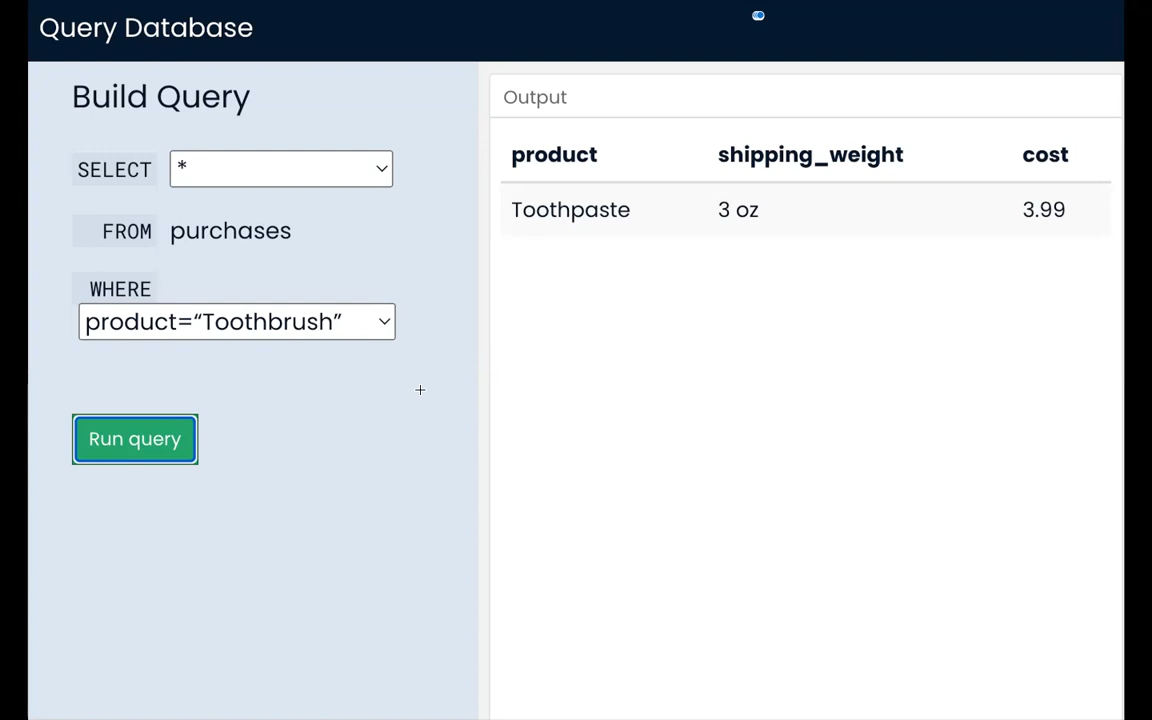 Query Database
Build Query
SELECT *
FROM purchases
WHERE
product=“Toothbrush”
Run query
Output
product shipping_weight cost
Toothpaste 3 oz 3.99